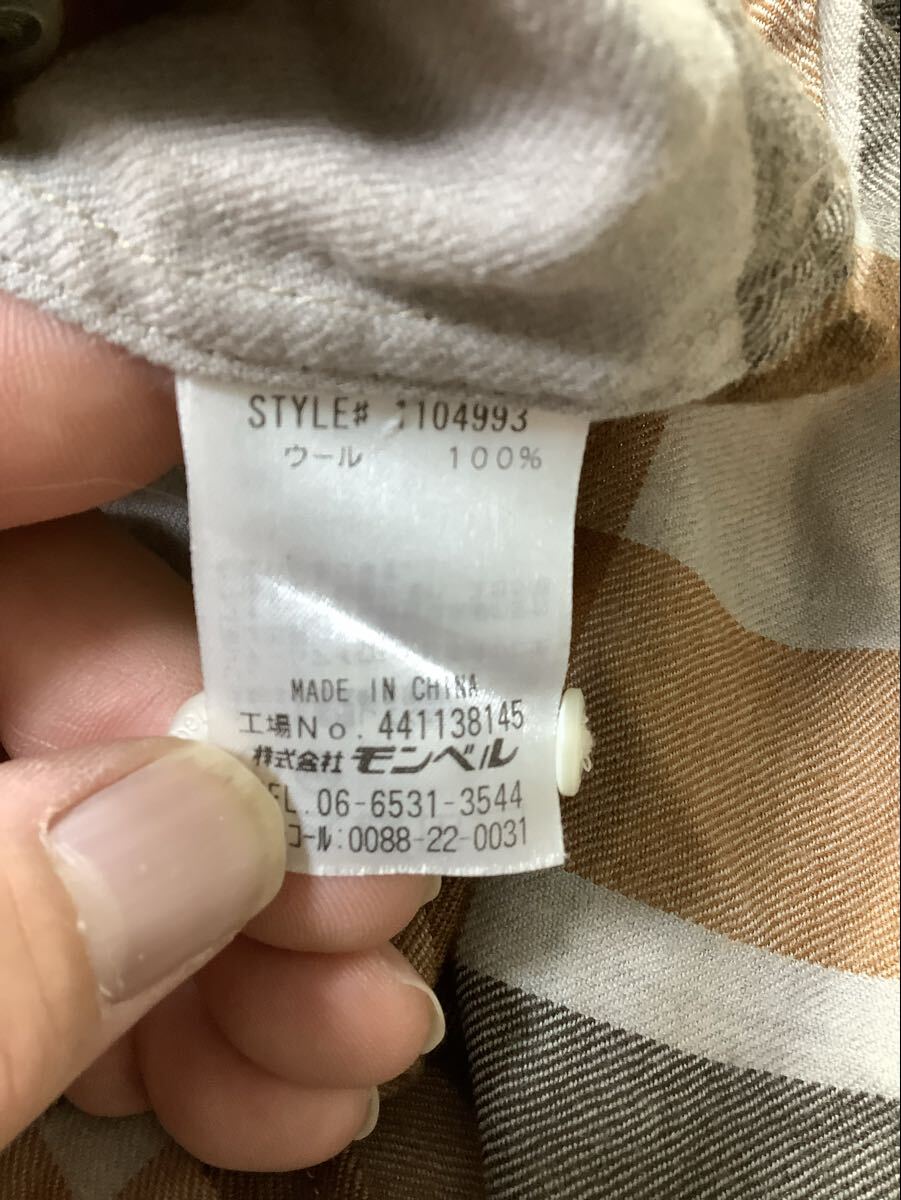 STYLE# 1104993
ウール 100%
MADE IN CHINA
工場No. 441138145
株式会社 モンベル
EL. 06-6531-3544
コール:0088-22-0031